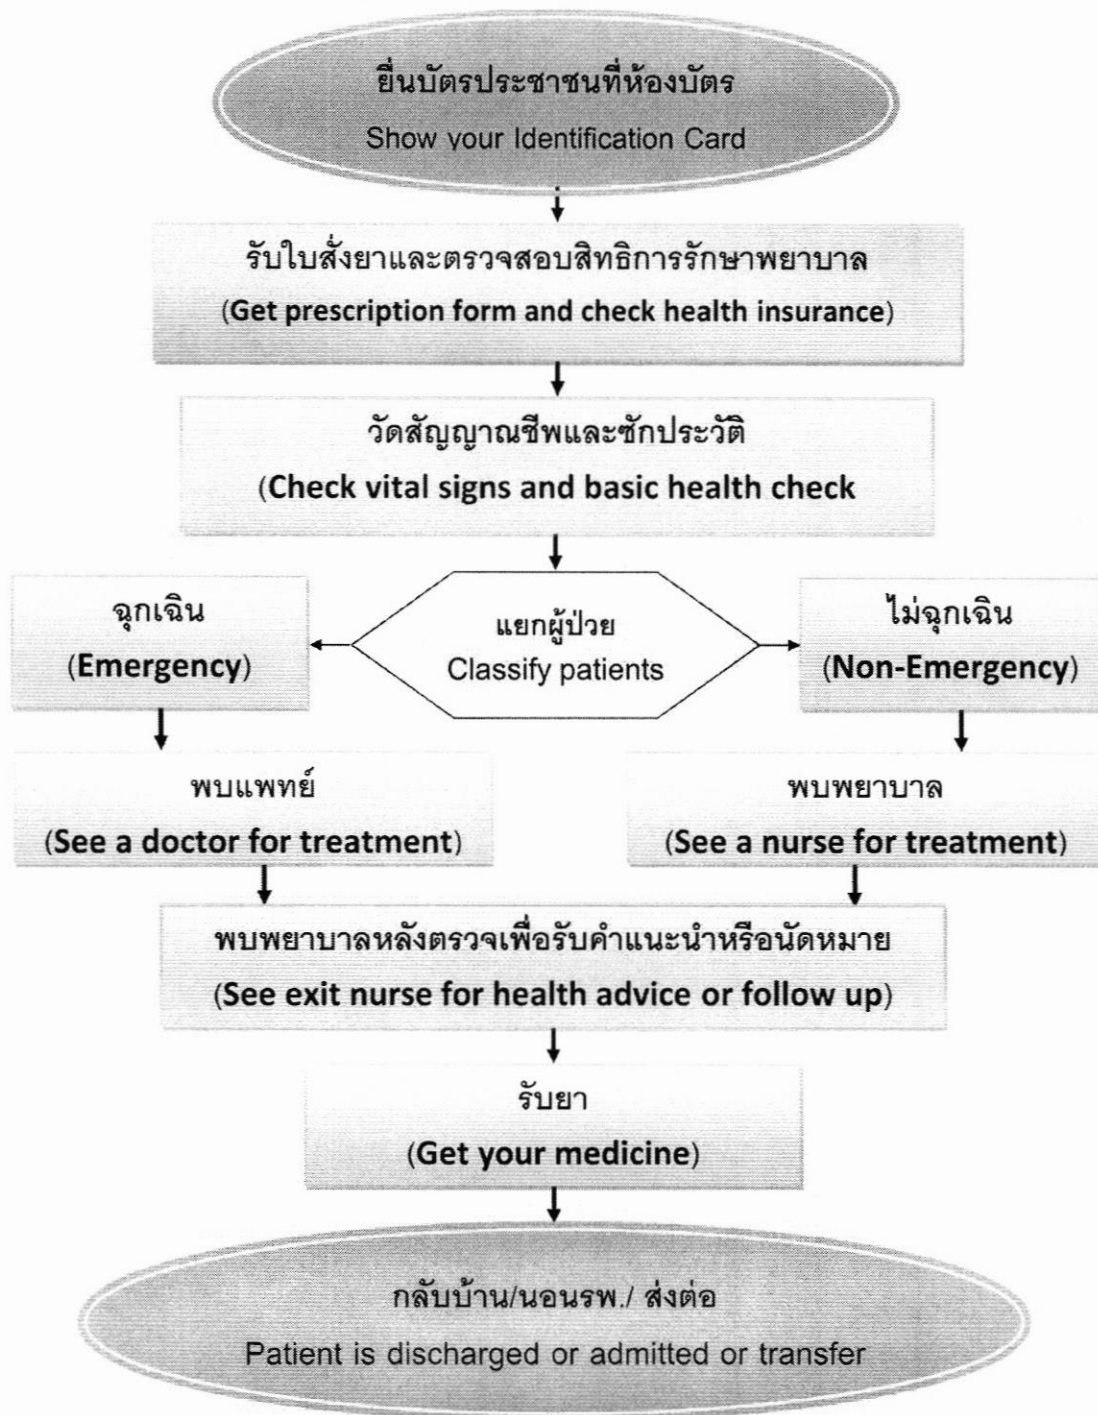 ยื่นบัตรประชาชนที่ห้องบัตร
Show your Identification Card
รับใบสั่งยาและตรวจสอบสิทธิการรักษาพยาบาล
(Get prescription form and check health insurance)
วัดสัญญาณชีพและซักประวัติ
(Check vital signs and basic health check
ฉุกเฉิน
(Emergency)
แยกผู้ป่วย
Classify patients
ไม่ฉุกเฉิน
(Non-Emergency)
พบแพทย์
(See a doctor for treatment)
พบพยาบาล
(See a nurse for treatment)
พบพยาบาลหลังตรวจเพื่อรับคำแนะนำหรือนัดหมาย
(See exit nurse for health advice or follow up)
รับยา
(Get your medicine)
กลับบ้าน/นอนรพ./ ส่งต่อ
Patient is discharged or admitted or transfer